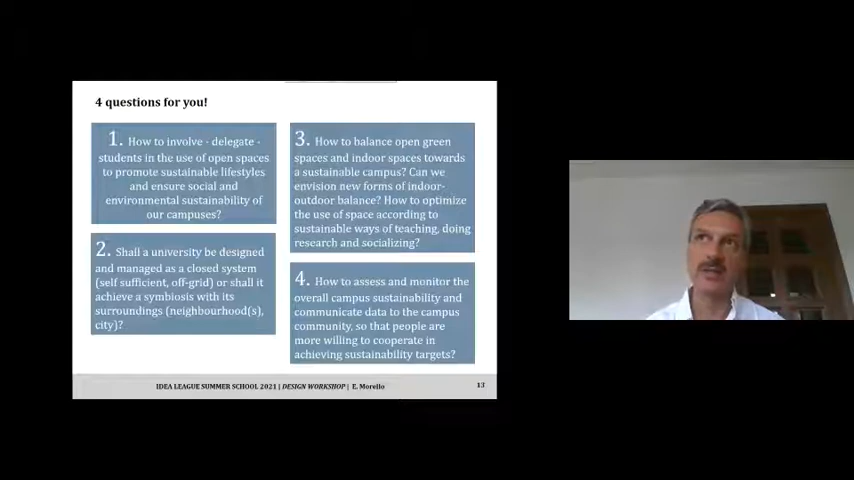 4 questions for you!
1. How to involve - delegate -
students in the use of open spaces
to promote sustainable lifestyles
and ensure social and
environmental sustainability of
our campuses?
2. Shall a university be designed
and managed as a closed system
(self sufficient, off-grid) or shall it
achieve a symbiosis with its
surroundings (neighbourhood(s),
city)?
3. How to balance open green
spaces and indoor spaces towards
a sustainable campus? Can we
envision new forms of indoor-
outdoor balance? How to optimize
the use of space according to
sustainable ways of teaching, doing
research and socializing?
4. How to assess and monitor the
overall campus sustainability and
communicate data to the campus
community, so that people are
more willing to cooperate in
achieving sustainability targets?
IDEA LEAGUE SUMMER SCHOOL 2021 | DESIGN WORKSHOP | E. Morello
13